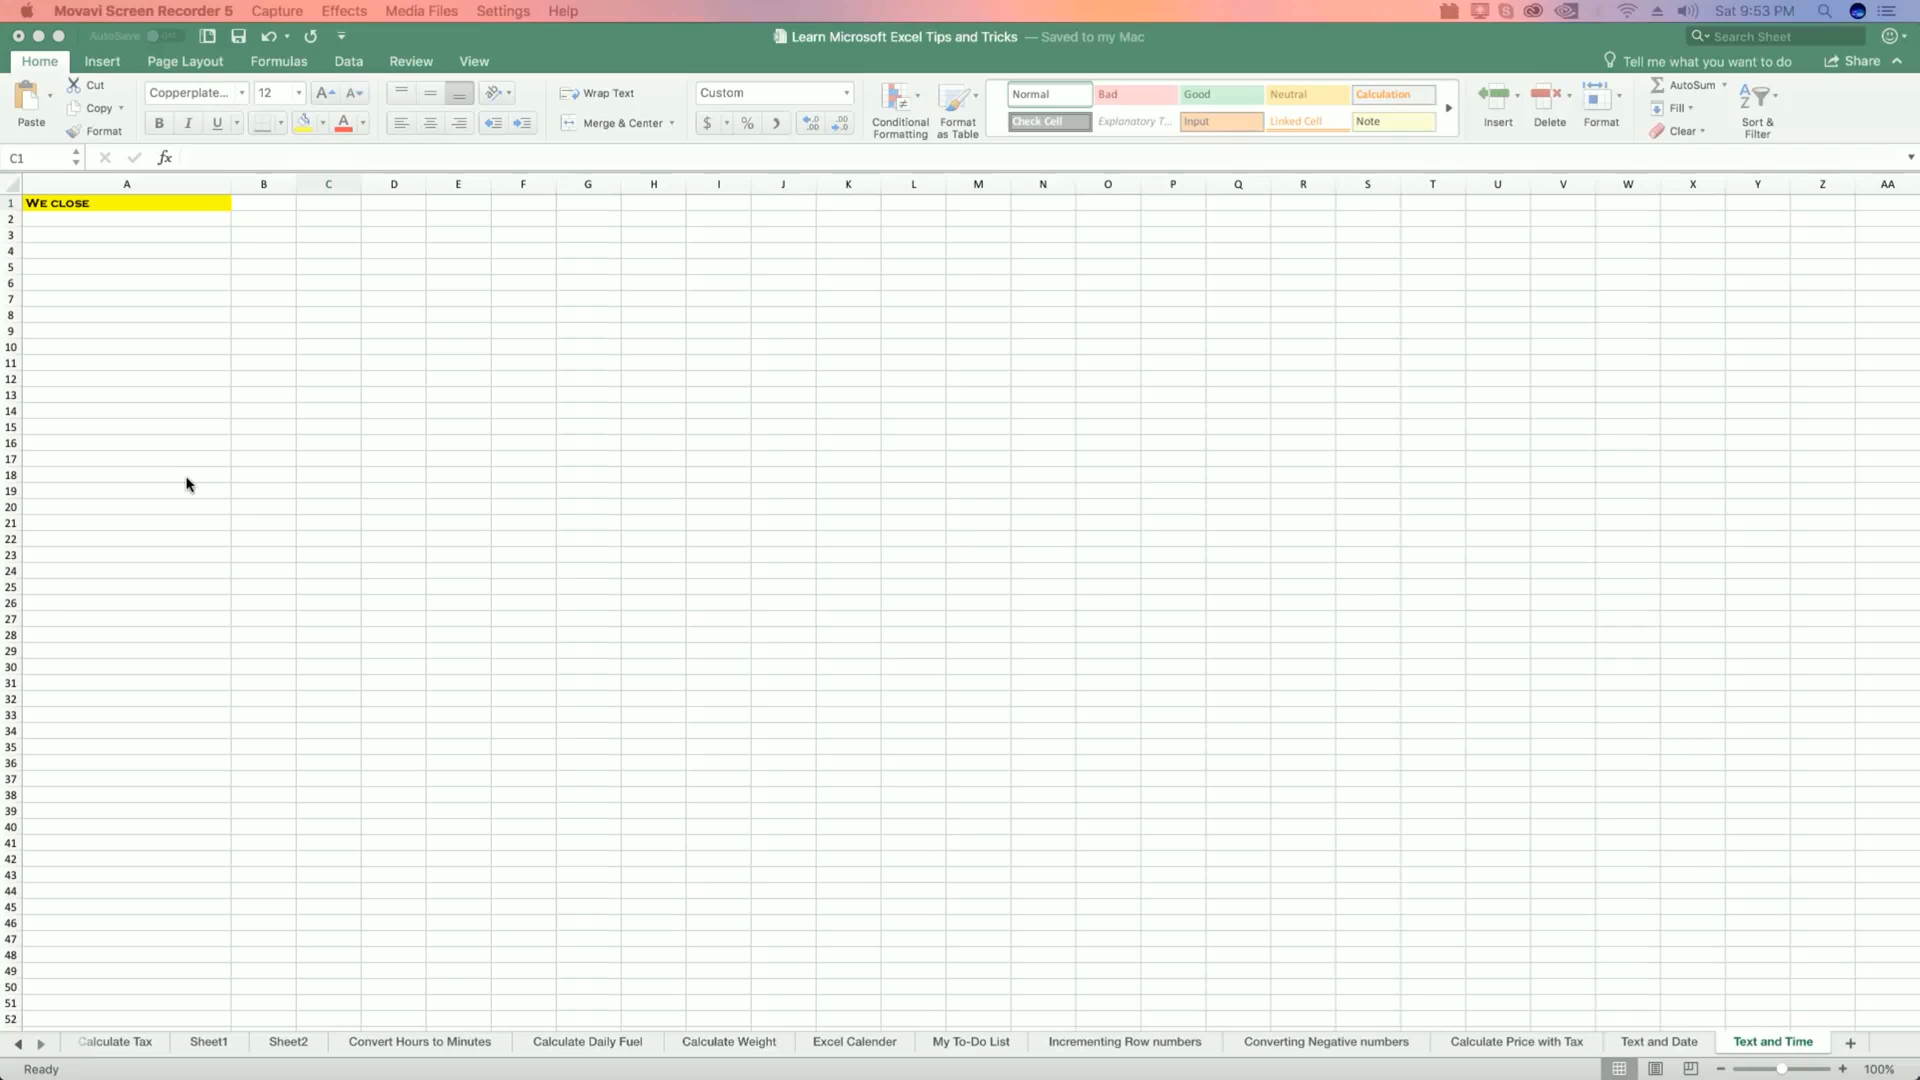 Movavi Screen Recorder 5 Capture Effects Media Files Settings Help Sat 9:53 PM
AutoSave Learn Microsoft Excel Tips and Tricks — Saved to my Mac Search Sheet
Home Insert Page Layout Formulas Data Review View Tell me what you want to do Share
Paste Cut Copy Format
Copperplate... 12 A A
B I U A
Wrap Text
Merge & Center
Custom
$ % )
Conditional Formatting
Format as Table
Normal Bad Good Neutral Calculation
Check Cell Explanatory T... Input Linked Cell Note
Insert Delete Format
AutoSum
Fill
Clear
Sort & Filter
C1 fx
A B C D E F G H I J K L M N O P Q R S T U V W X Y Z AA
1 We close
2
3
4
5
6
7
8
9
10
11
12
13
14
15
16
17
18
19
20
21
22
23
24
25
26
27
28
29
30
31
32
33
34
35
36
37
38
39
40
41
42
43
44
45
46
47
48
49
50
51
52
Calculate Tax Sheet1 Sheet2 Convert Hours to Minutes Calculate Daily Fuel Calculate Weight Excel Calender My To-Do List Incrementing Row numbers Converting Negative numbers Calculate Price with Tax Text and Date Text and Time +
Ready 100%